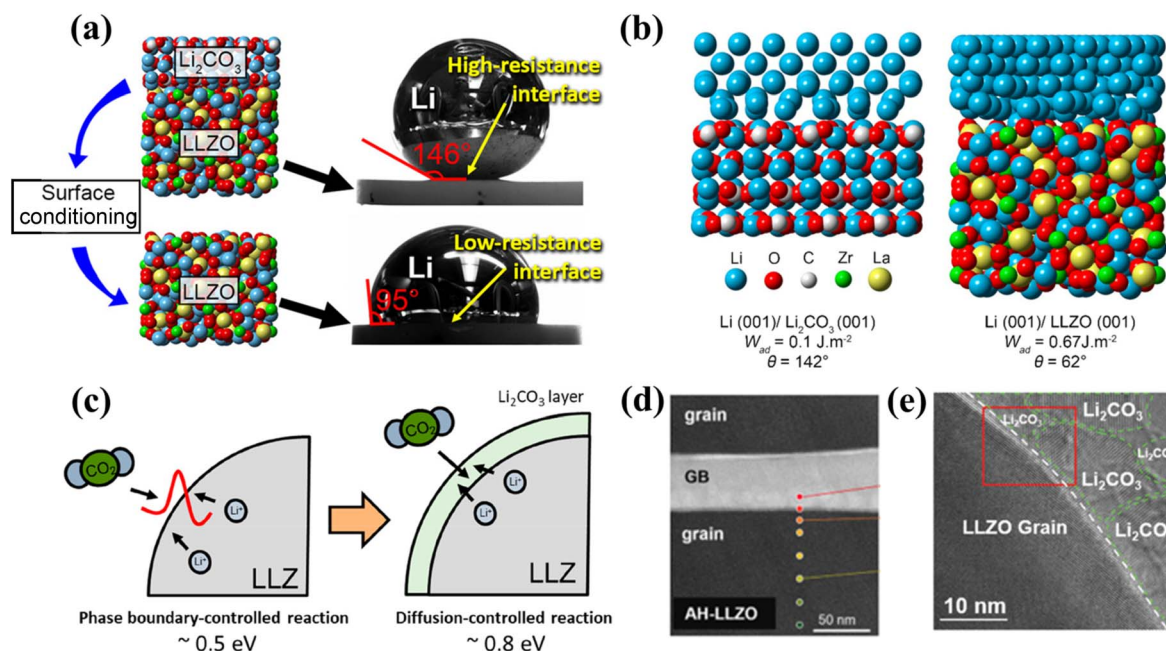 (a)
Li₂CO₃
LLZO
Surface
conditioning
LLZO
Li
146°
High-resistance
interface
Li
95°
Low-resistance
interface
(b)
Li O C Zr La
Li (001)/ Li₂CO₃ (001)
Wad = 0.1 J.m⁻²
θ = 142°
Li (001)/ LLZO (001)
Wad = 0.67J.m⁻²
θ = 62°
(c)
CO₂
Li⁺
Li⁺
LLZ
Phase boundary-controlled reaction
~ 0.5 eV
Li₂CO₃ layer
CO₂
Li⁺
Li⁺
LLZ
Diffusion-controlled reaction
~ 0.8 eV
(d)
grain
GB
grain
AH-LLZO
50 nm
(e)
Li₂CO₃
Li₂CO₃
Li₂CO
Li₂CO₃
Li₂CO
LLZO Grain
10 nm